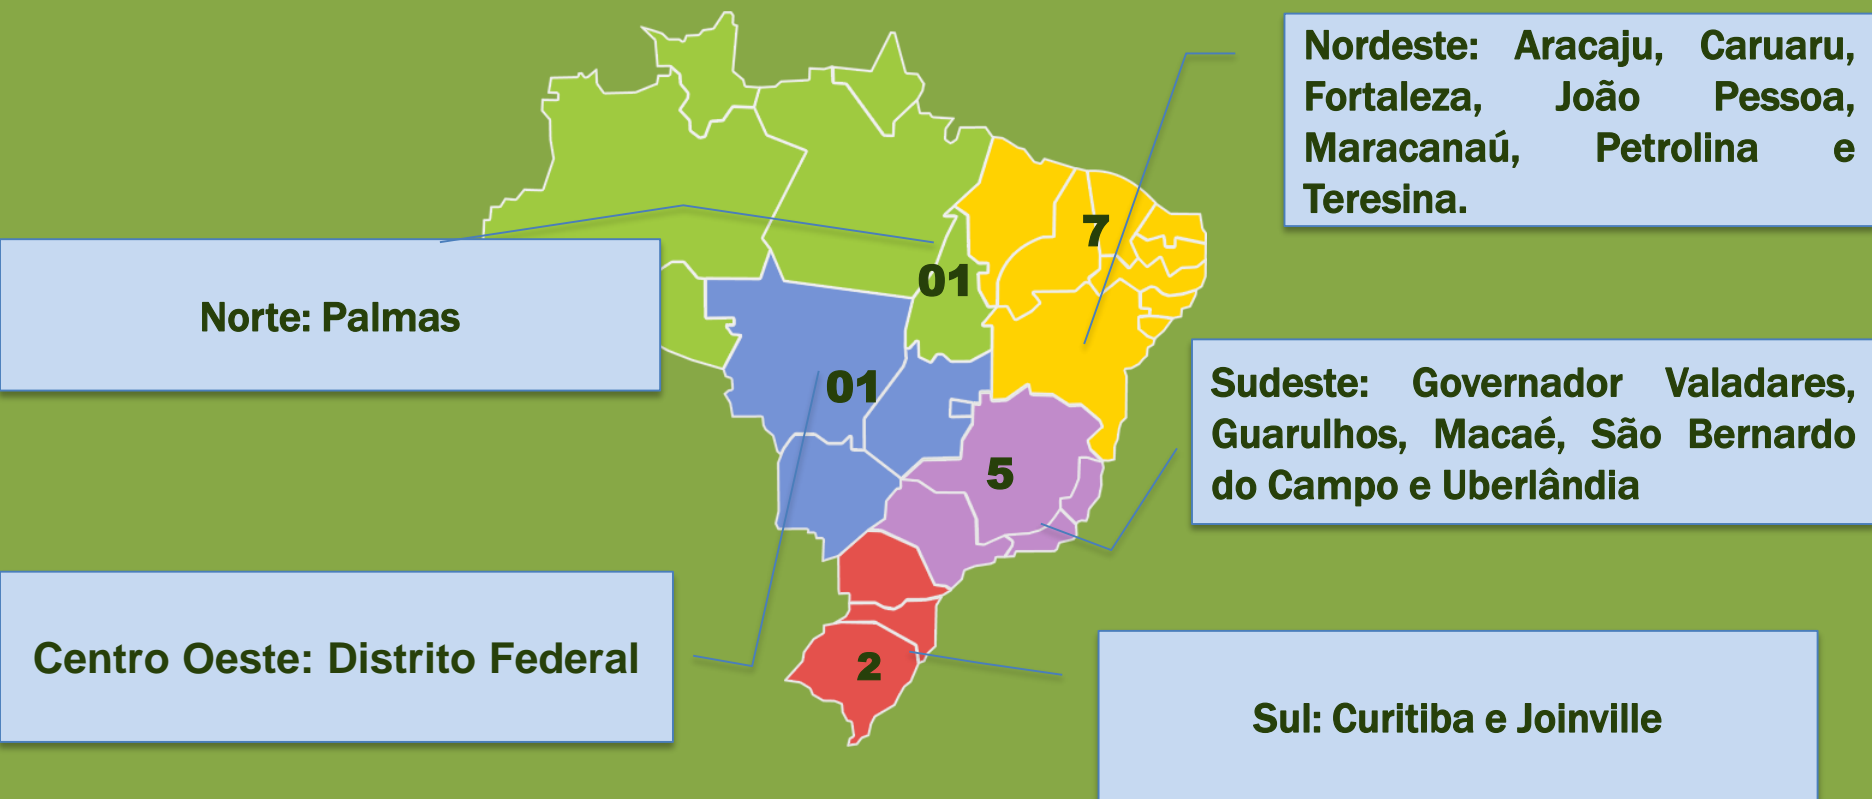 Nordeste: Aracaju, Caruaru,
Fortaleza, João Pessoa,
Maracanaú, Petrolina e
Teresina.
7
01
Norte: Palmas
01
Sudeste: Governador Valadares,
Guarulhos, Macaé, São Bernardo
do Campo e Uberlândia
5
Centro Oeste: Distrito Federal
2
Sul: Curitiba e Joinville